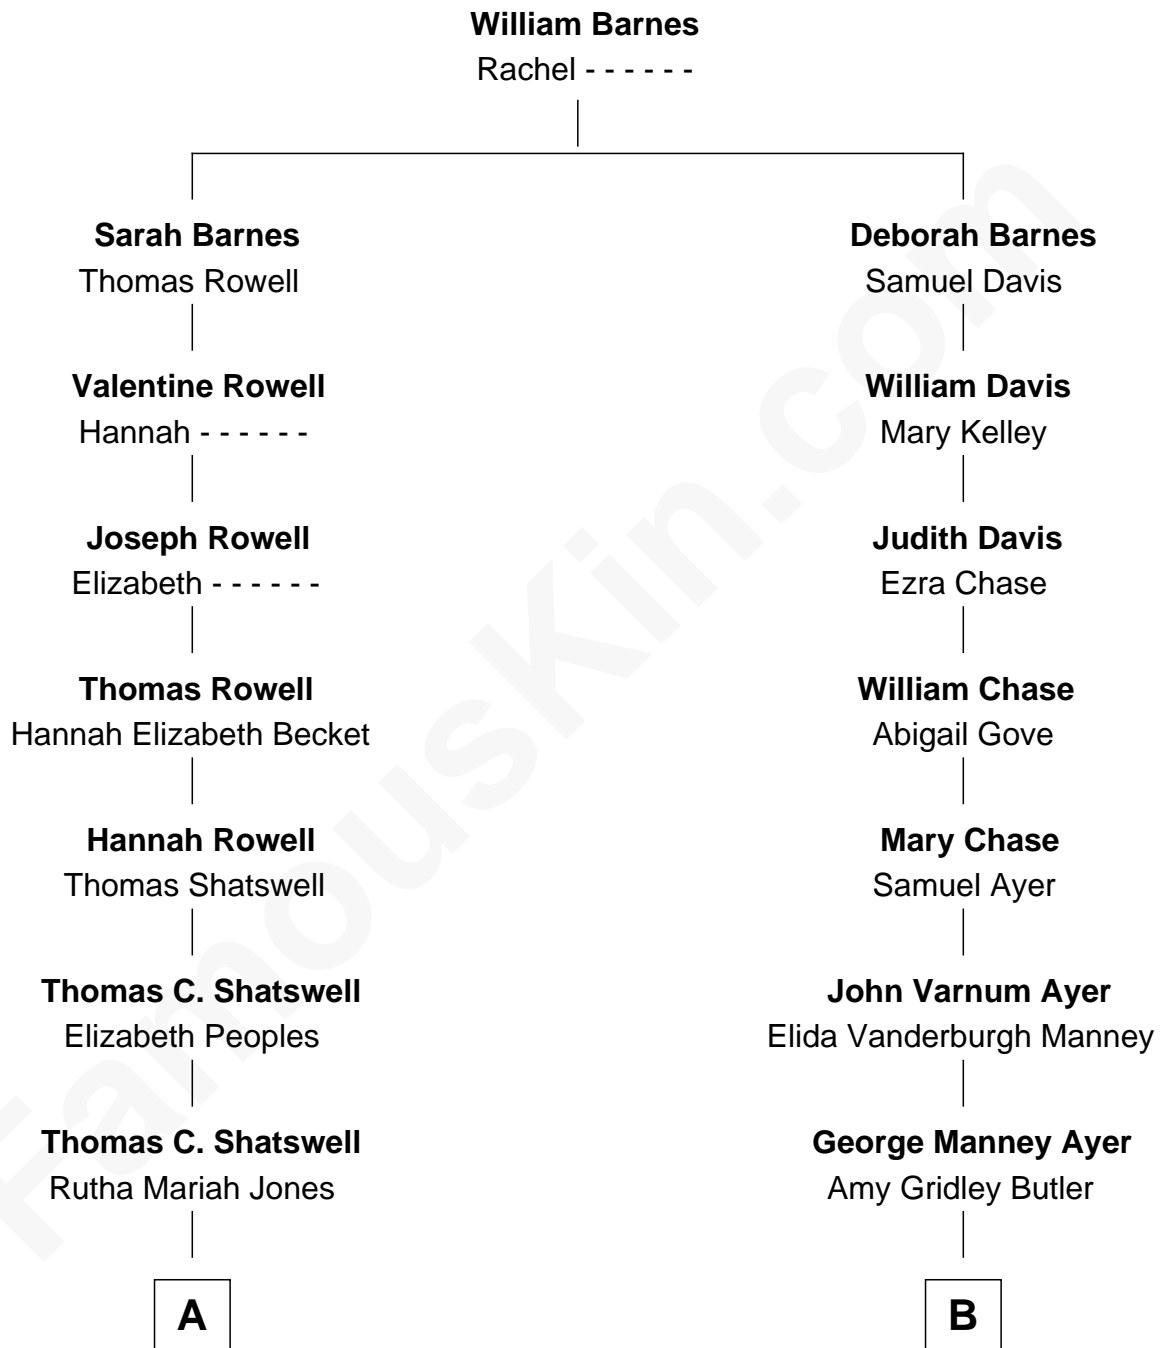 William Barnes
Rachel - - - - - -
Sarah Barnes
Thomas Rowell
Valentine Rowell
Hannah - - - - - -
Joseph Rowell
Elizabeth - - - - - -
Thomas Rowell
Hannah Elizabeth Becket
Hannah Rowell
Thomas Shatswell
Thomas C. Shatswell
Elizabeth Peoples
Thomas C. Shatswell
Rutha Mariah Jones
A
Deborah Barnes
Samuel Davis
William Davis
Mary Kelley
Judith Davis
Ezra Chase
William Chase
Abigail Gove
Mary Chase
Samuel Ayer
John Varnum Ayer
Elida Vanderburgh Manney
George Manney Ayer
Amy Gridley Butler
B
FamousKin.com